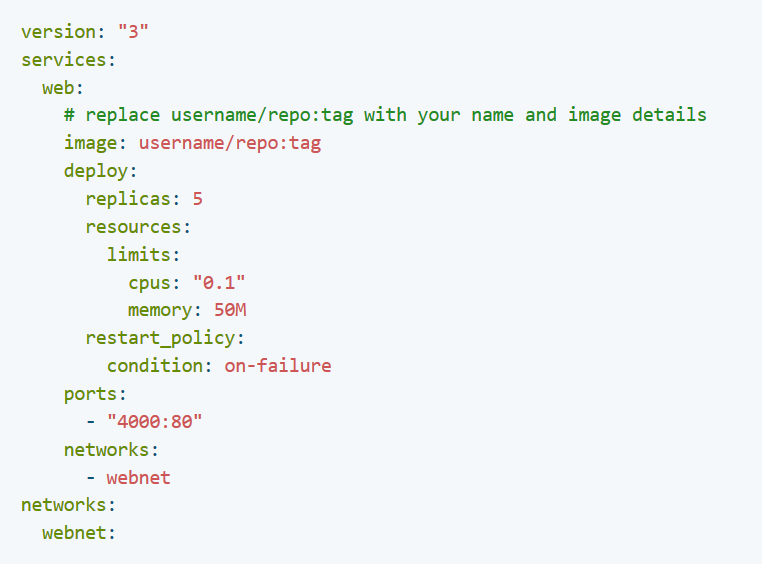 version: "3"
services:
  web:
    # replace username/repo:tag with your name and image details
    image: username/repo:tag
    deploy:
      replicas: 5
      resources:
        limits:
          cpus: "0.1"
          memory: 50M
      restart_policy:
        condition: on-failure
    ports:
      - "4000:80"
    networks:
      - webnet
networks:
  webnet: